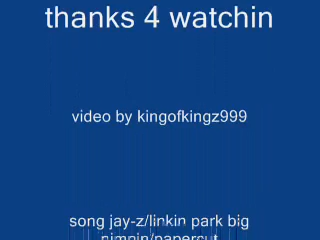 thanks 4 watchin
video by kingofkingz999
song jay-z/linkin park big
pimpin/papercut